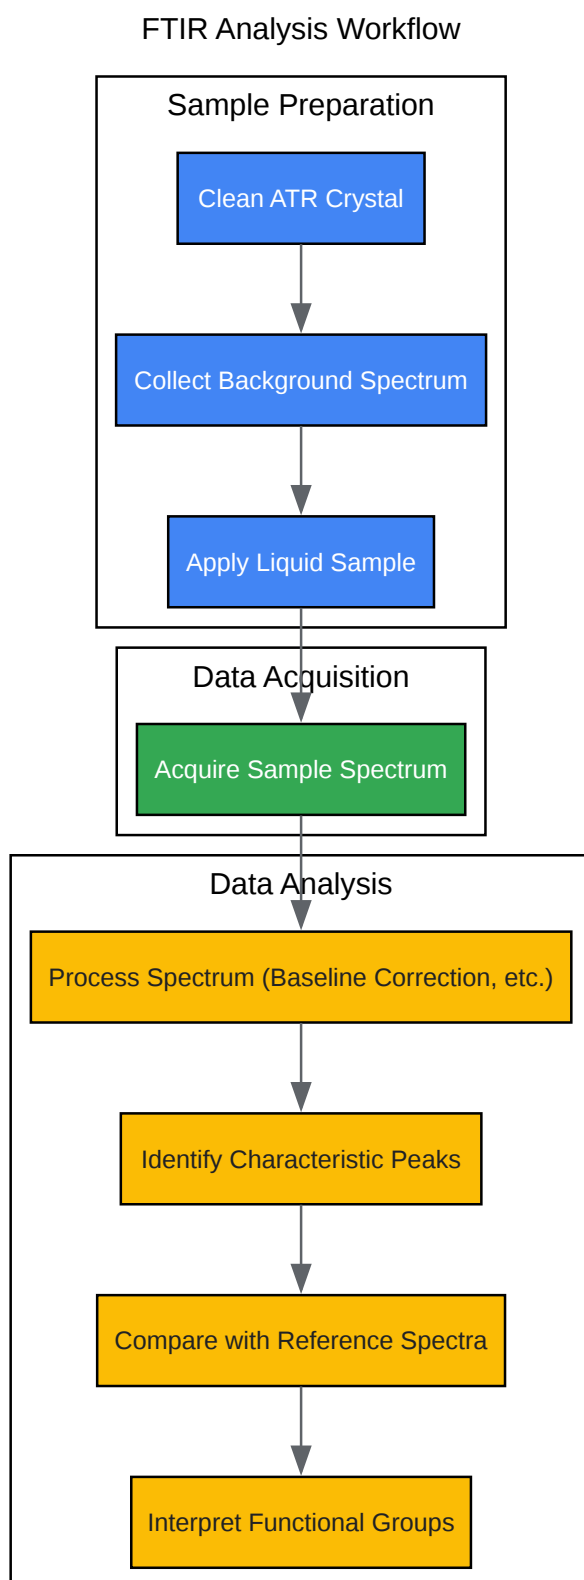 FTIR Analysis Workflow
Sample Preparation
Clean ATR Crystal
Collect Background Spectrum
Apply Liquid Sample
Data Acquisition
Acquire Sample Spectrum
Data Analysis
Process Spectrum (Baseline Correction, etc.)
Identify Characteristic Peaks
Compare with Reference Spectra
Interpret Functional Groups